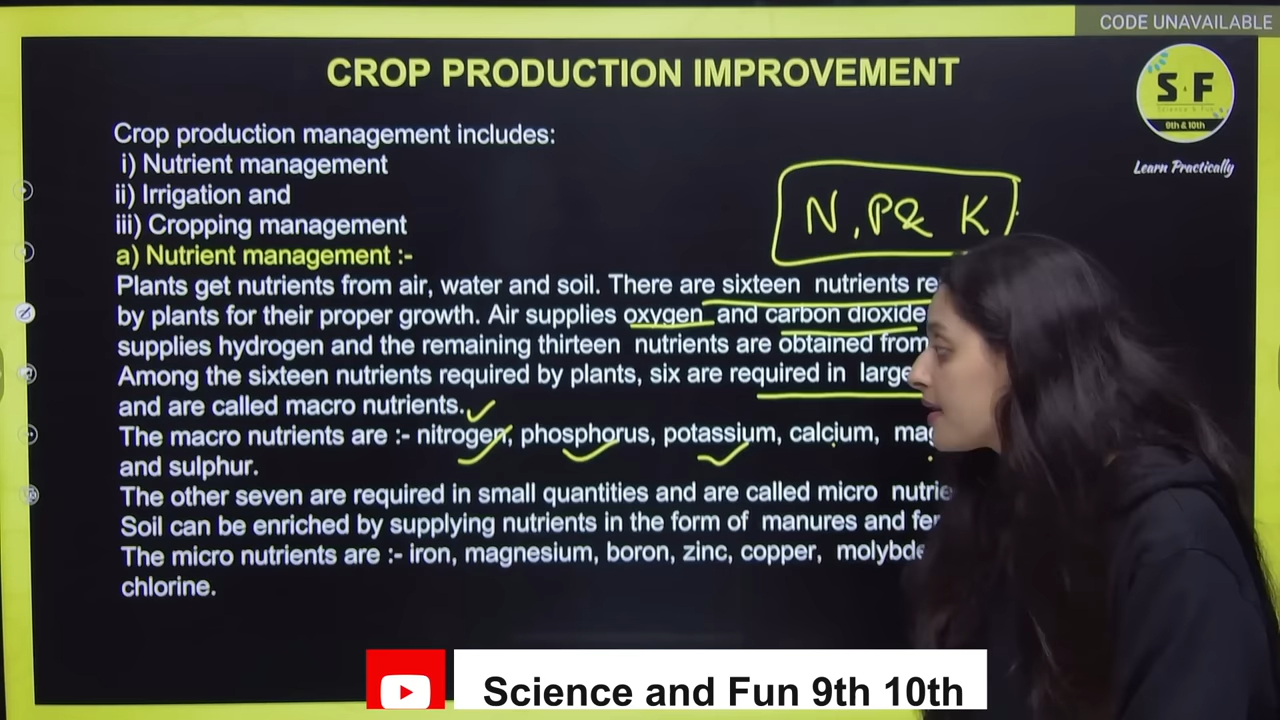 CODE UNAVAILABLE
CROP PRODUCTION IMPROVEMENT
S F
Science & Fun
9th & 10th
Learn Practically
Crop production management includes:
i) Nutrient management
ii) Irrigation and
iii) Cropping management
N, P & K
a) Nutrient management :-
Plants get nutrients from air, water and soil. There are sixteen nutrients re
by plants for their proper growth. Air supplies oxygen and carbon dioxide
supplies hydrogen and the remaining thirteen nutrients are obtained from
Among the sixteen nutrients required by plants, six are required in large
and are called macro nutrients.
The macro nutrients are :- nitrogen, phosphorus, potassium, calcium, mag
and sulphur.
The other seven are required in small quantities and are called micro nutrie
Soil can be enriched by supplying nutrients in the form of manures and fer
The micro nutrients are :- iron, magnesium, boron, zinc, copper, molybde
chlorine.
Science and Fun 9th 10th